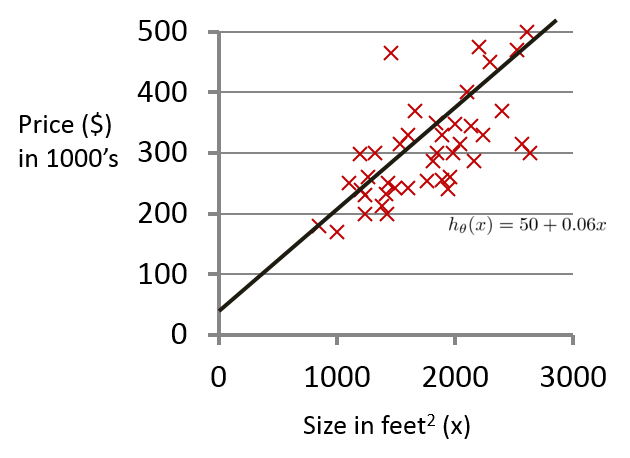 500
400
Price ($)
in 1000's
300
200
hθ(x) = 50 + 0.06x
100
0
0 1000 2000 3000
Size in feet² (x)